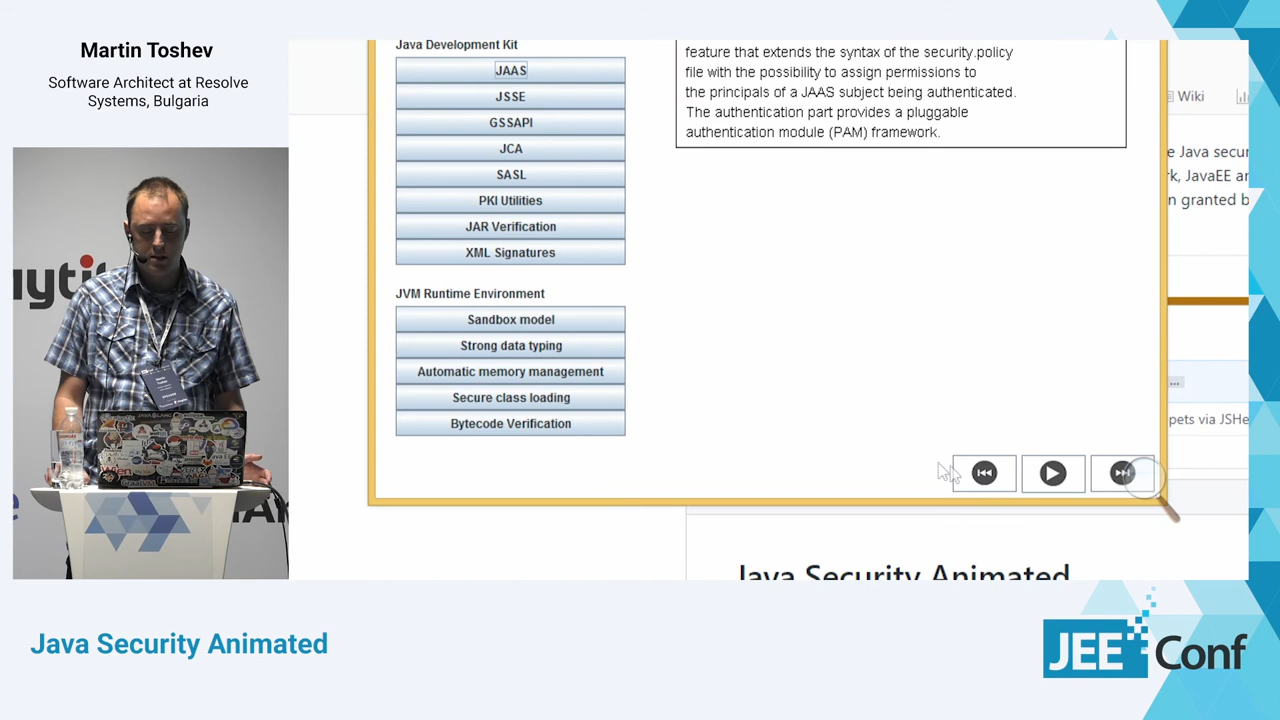 Martin Toshev
Software Architect at Resolve
Systems, Bulgaria
Java Development Kit
JAAS
JSSE
GSSAPI
JCA
SASL
PKI Utilities
JAR Verification
XML Signatures
JVM Runtime Environment
Sandbox model
Strong data typing
Automatic memory management
Secure class loading
Bytecode Verification
feature that extends the syntax of the security.policy
file with the possibility to assign permissions to
the principals of a JAAS subject being authenticated.
The authentication part provides a pluggable
authentication module (PAM) framework.
Wiki
e Java secur
k, JavaEE an
n granted b
...
pets via JSHe
Java Security Animated
Java Security Animated
JEE Conf